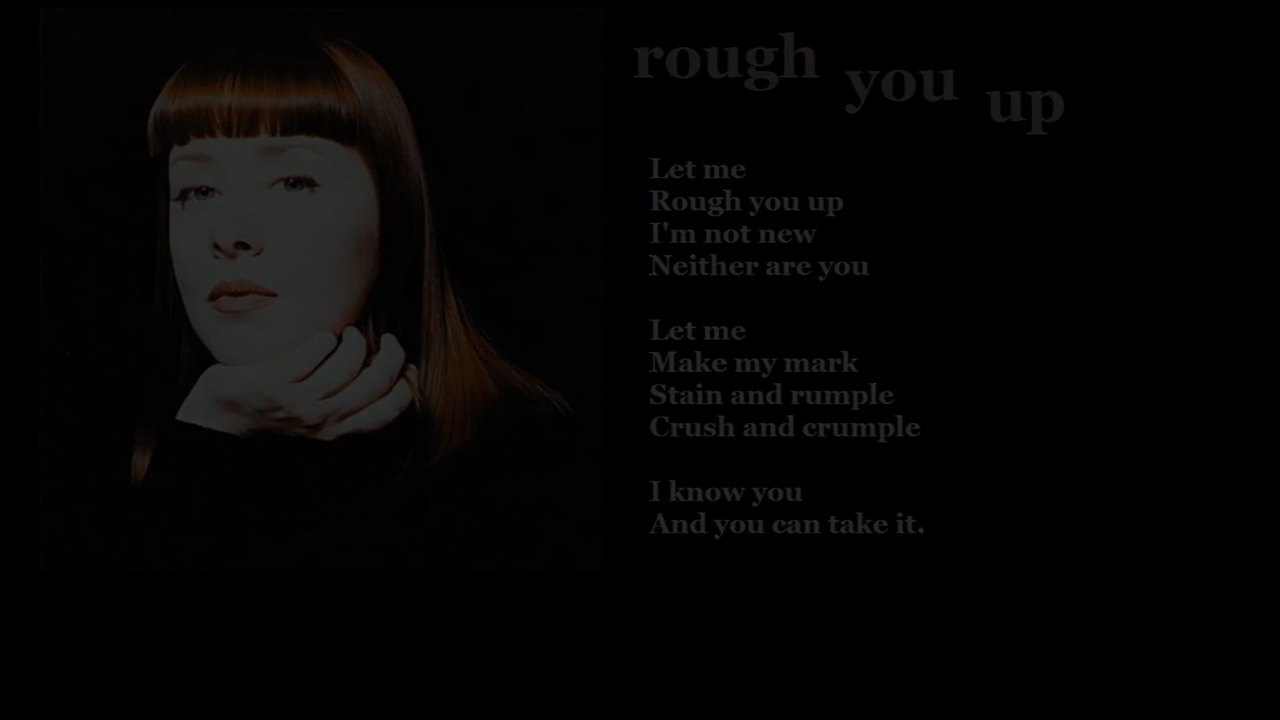 rough you up
Let me
Rough you up
I'm not new
Neither are you
Let me
Make my mark
Stain and rumple
Crush and crumple
I know you
And you can take it.